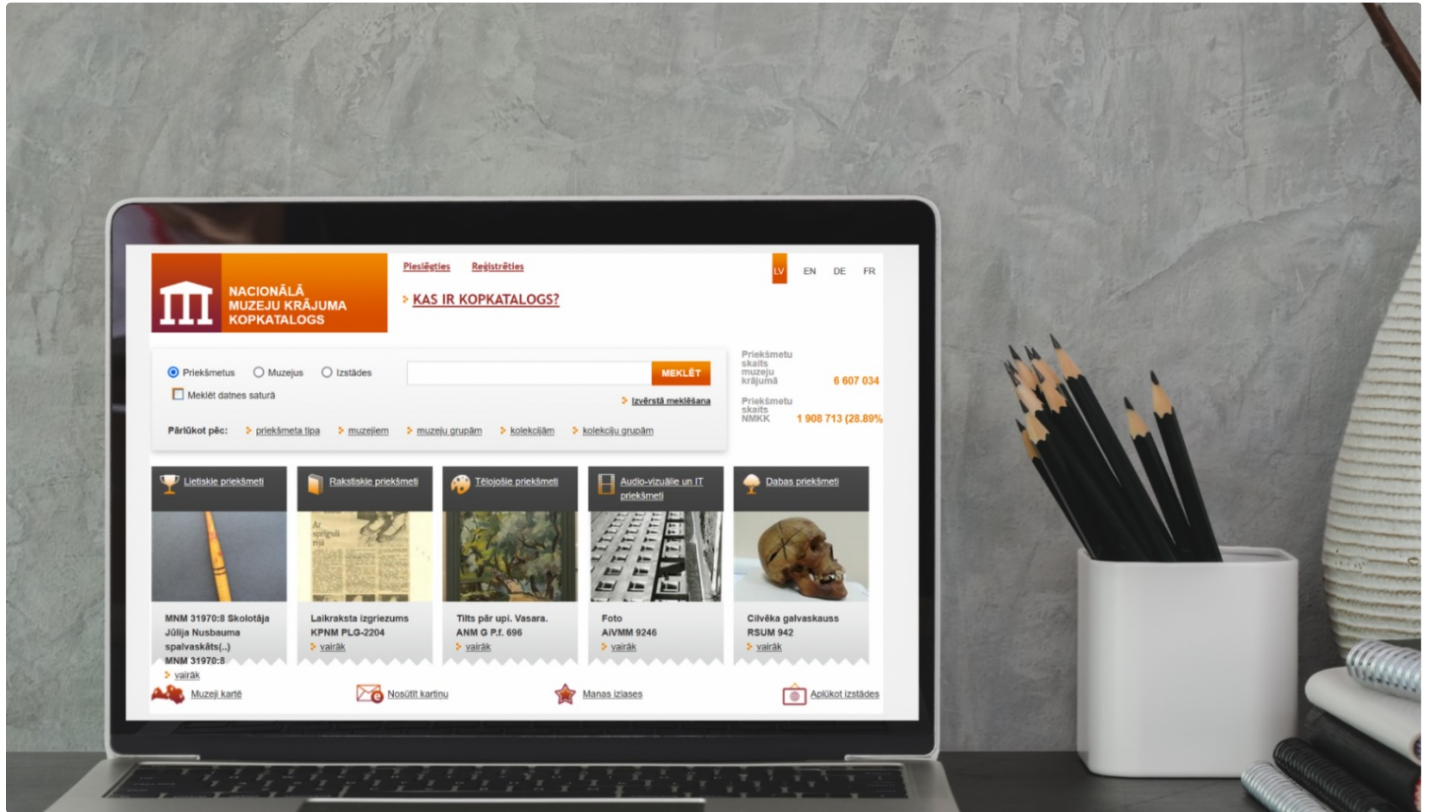 NACIONĀLĀ
MUZEJU KRĀJUMA
KOPKATALOGS
Pieslēgties Reģistrēties
KAS IR KOPKATALOGS?
LV EN DE FR
Priekšmetus Muzejus Izstādes
MEKLĒT
Meklēt datnes saturā
Izvērstā meklēšana
Pārlūkot pēc: priekšmeta tipa muzejiem muzeju grupām kolekcijām kolekciju grupām
Priekšmetu
skaits
muzeju
krājumā 6 607 034
Priekšmetu
skaits
NMKK 1 908 713 (28.89%
Lietiskie priekšmeti
Rakstiskie priekšmeti
Tēlojošie priekšmeti
Audio-vizuālie un IT
priekšmeti
Dabas priekšmeti
Ar
sprīguli
rijā
MNM 31970:8 Skolotāja
Jūlija Nusbauma
spalvaskāts(..)
MNM 31970:8
vairāk
Laikraksta izgriezums
KPNM PLG-2204
vairāk
Tilts pār upi. Vasara.
ANM G P.f. 696
vairāk
Foto
AiVMM 9246
vairāk
Cilvēka galvaskauss
RSUM 942
vairāk
Muzeji kartē
Nosūtīt kartiņu
Manas izlases
Aplūkot izstādes